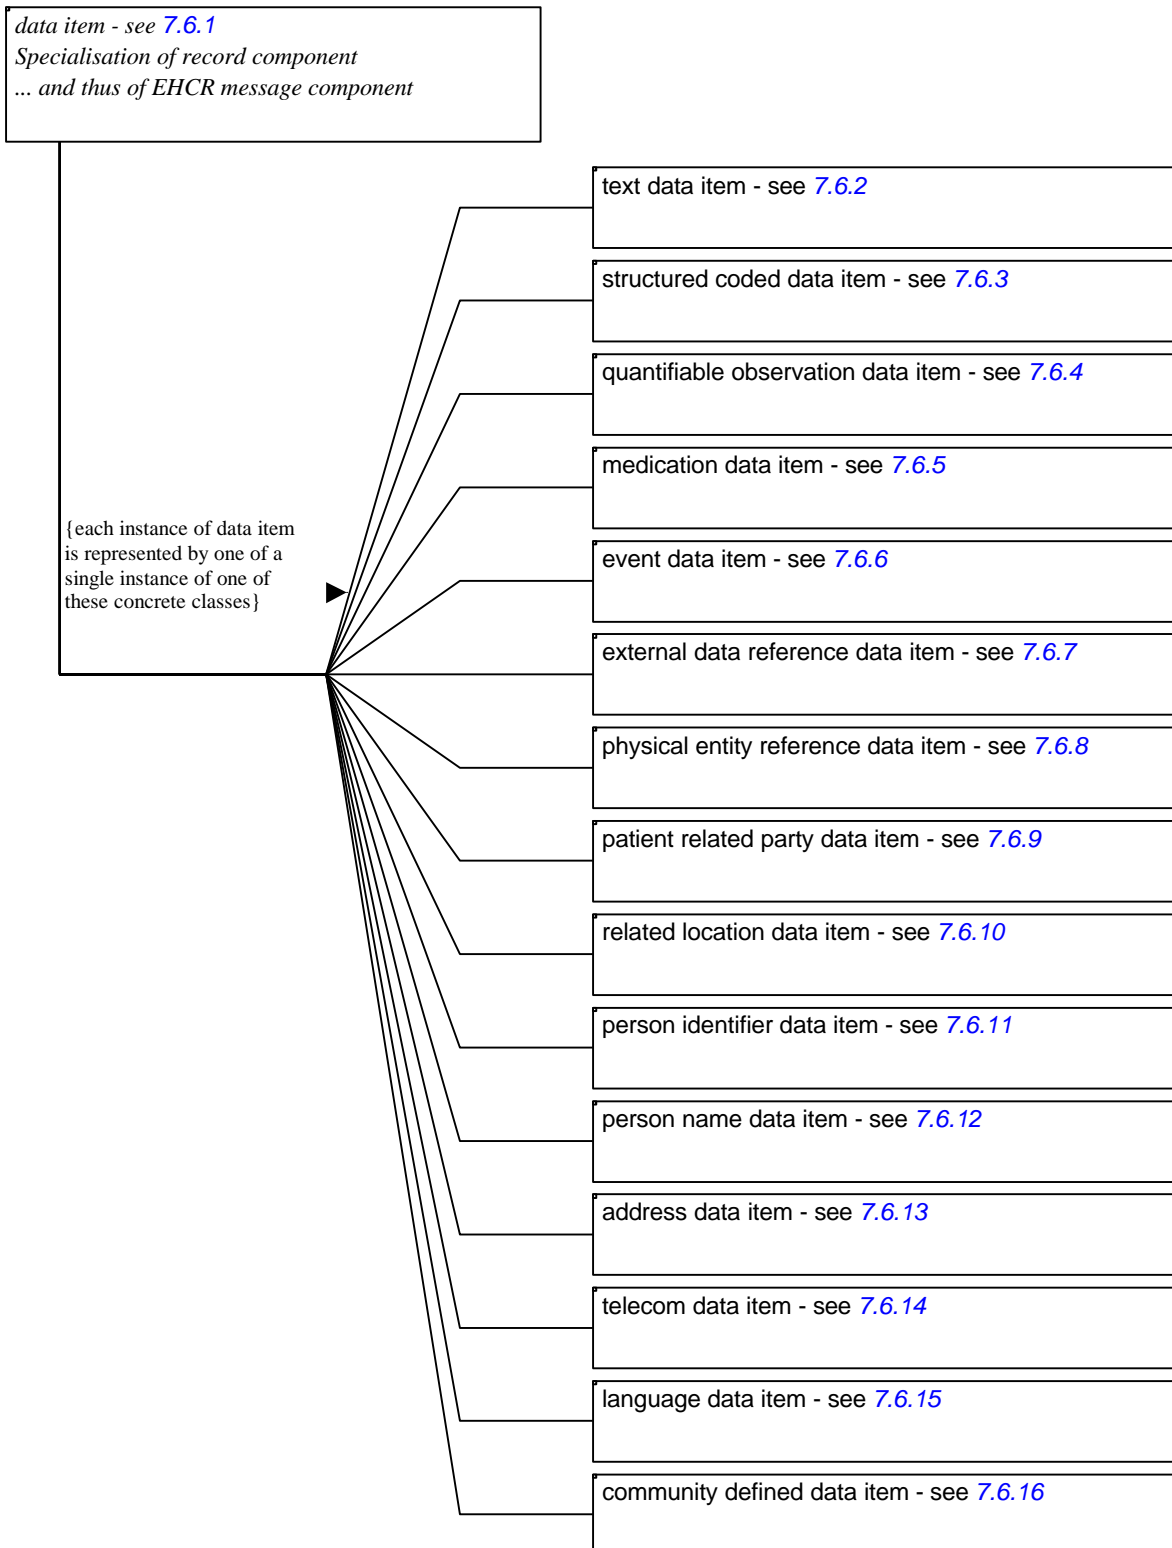 data item - see 7.6.1
Specialisation of record component
... and thus of EHCR message component
text data item - see 7.6.2
structured coded data item - see 7.6.3
quantifiable observation data item - see 7.6.4
medication data item - see 7.6.5
{each instance of data item
is represented by one of a
single instance of one of
these concrete classes}
event data item - see 7.6.6
external data reference data item - see 7.6.7
physical entity reference data item - see 7.6.8
patient related party data item - see 7.6.9
related location data item - see 7.6.10
person identifier data item - see 7.6.11
person name data item - see 7.6.12
address data item - see 7.6.13
telecom data item - see 7.6.14
language data item - see 7.6.15
community defined data item - see 7.6.16